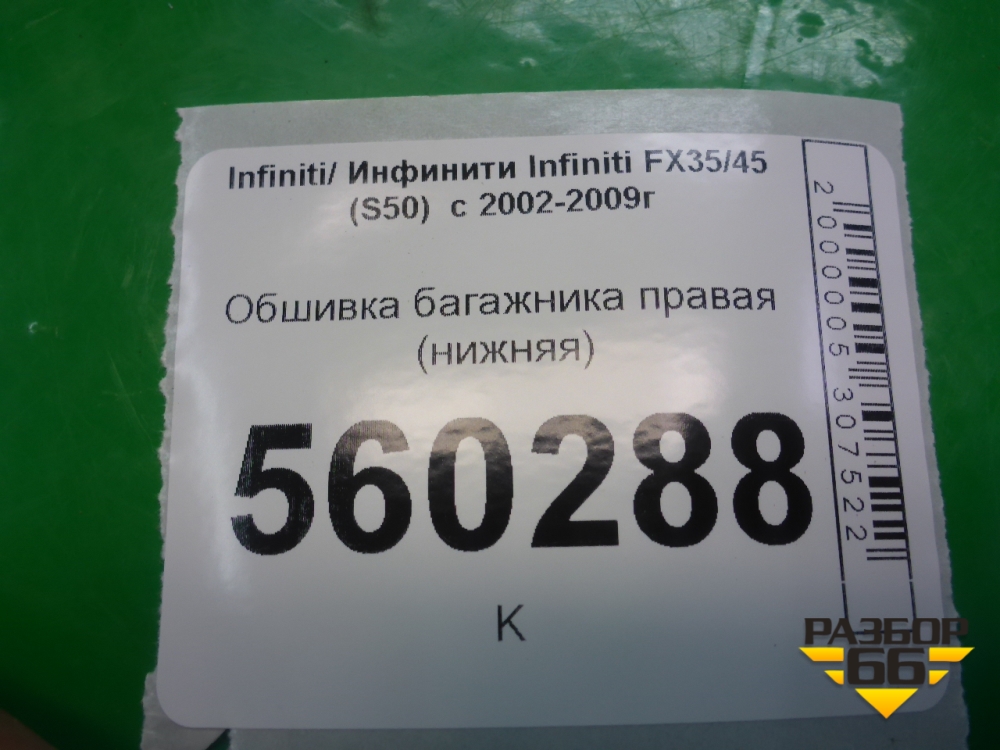 Infiniti/ Инфинити Infiniti FX35/45
(S50) с 2002-2009г
Обшивка багажника правая
(нижняя)
560288
К
2000005307522
РАЗБОР
66